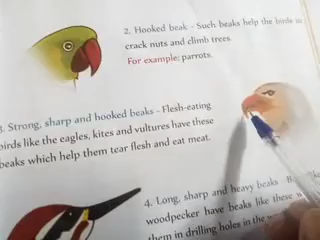 2. Hooked beak - Such beaks help the birds in
crack nuts and climb trees.
For example: parrots.
3. Strong, sharp and hooked beaks - Flesh-eating
birds like the eagles, kites and vultures have these
beaks which help them tear flesh and eat meat.
4. Long, sharp and heavy beaks
woodpecker have beaks like these
them in drilling holes in the